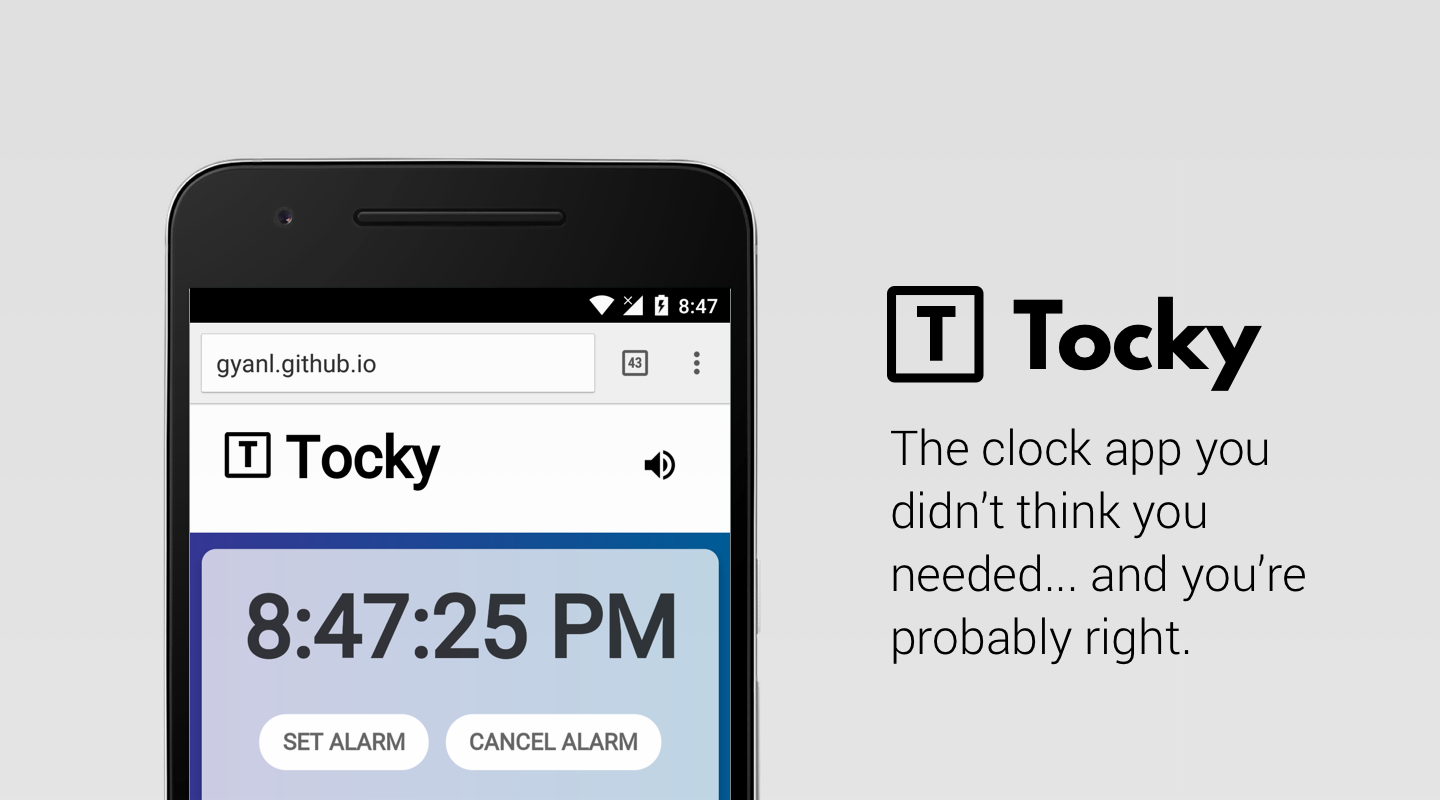 8:47
gyanl.github.io
43
T Tocky
8:47:25 PM
SET ALARM CANCEL ALARM
T Tocky
The clock app you
didn’t think you
needed... and you’re
probably right.